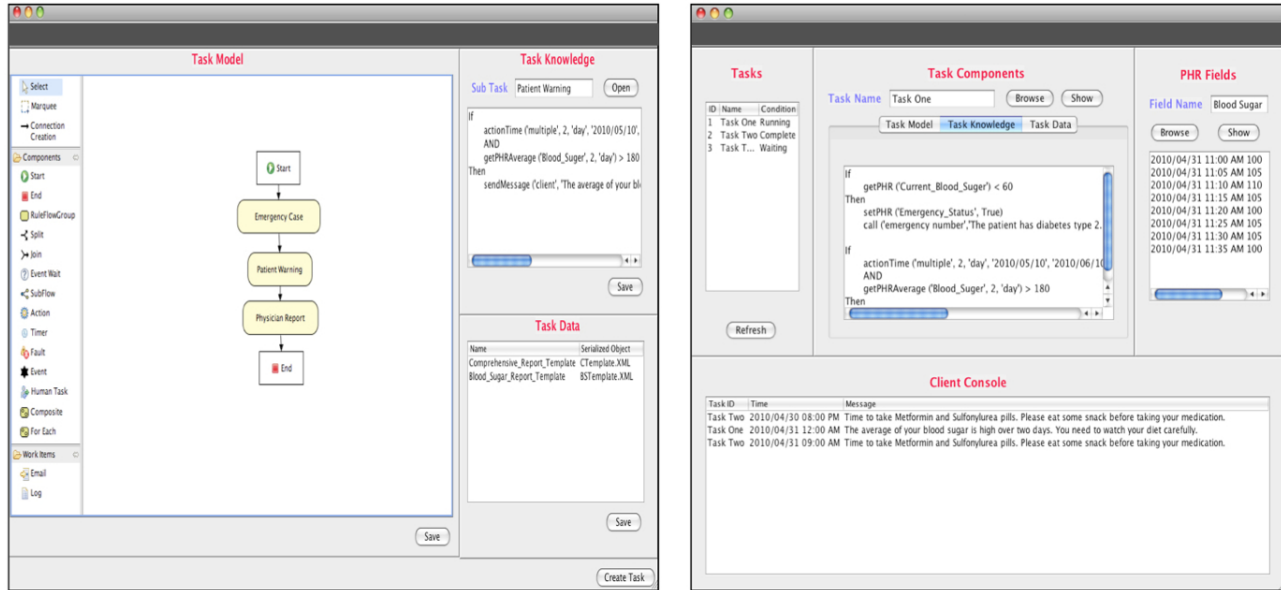 Task Model
Select
Marquee
Connection
Creation
Components
Start
End
RuleFlowGroup
Split
Join
Event Wait
SubFlow
Action
Timer
Fault
Event
Human Task
Composite
For Each
Work Items
Email
Log
Start
Emergency Case
Patient Warning
Physician Report
End
Save
Task Knowledge
Sub Task Patient Warning Open
If
actionTime ('multiple', 2, 'day', '2010/05/10',
AND
getPHRAverage ('Blood_Suger', 2, 'day') > 180
Then
sendMessage ('client', 'The average of your bl
Save
Task Data
Name Serialized Object
Comprehensive_Report_Template CTemplate.XML
Blood_Sugar_Report_Template BSTemplate.XML
Save
Create Task
Tasks
ID Name Condition
1 Task One Running
2 Task Two Complete
3 Task T... Waiting
Refresh
Task Components
Task Name Task One Browse Show
Task Model Task Knowledge Task Data
If
getPHR ('Current_Blood_Suger') < 60
Then
setPHR ('Emergency_Status', True)
call ('emergency number','The patient has diabetes type 2.
If
actionTime ('multiple', 2, 'day', '2010/05/10', '2010/06/10
AND
getPHRAverage ('Blood_Suger', 2, 'day') > 180
Then
PHR Fields
Field Name Blood Sugar
Browse Show
2010/04/31 11:00 AM 100
2010/04/31 11:05 AM 105
2010/04/31 11:10 AM 110
2010/04/31 11:15 AM 105
2010/04/31 11:20 AM 100
2010/04/31 11:25 AM 105
2010/04/31 11:30 AM 105
2010/04/31 11:35 AM 100
Client Console
Task ID Time Message
Task Two 2010/04/30 08:00 PM Time to take Metformin and Sulfonylurea pills. Please eat some snack before taking your medication.
Task One 2010/04/31 12:00 AM The average of your blood sugar is high over two days. You need to watch your diet carefully.
Task Two 2010/04/31 09:00 AM Time to take Metformin and Sulfonylurea pills. Please eat some snack before taking your medication.